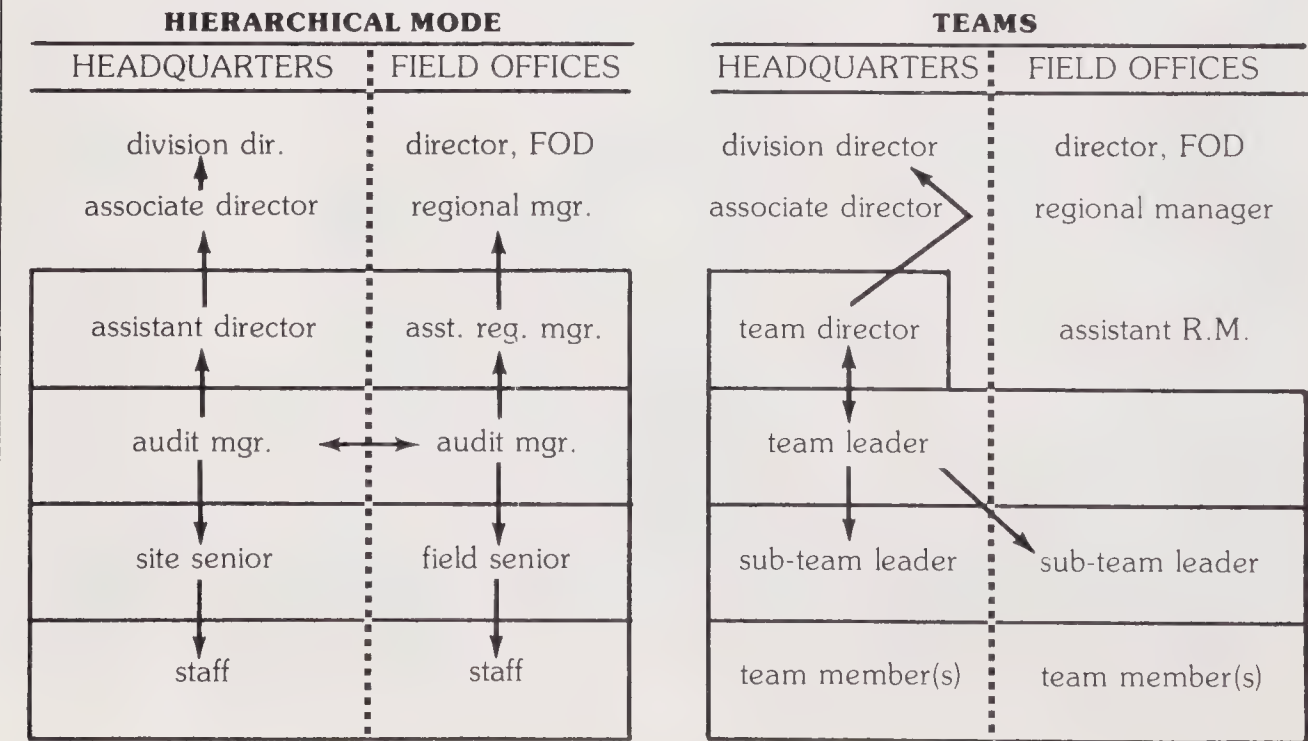 HIERARCHICAL MODE
HEADQUARTERS FIELD OFFICES
division dir. director, FOD
associate director regional mgr.
assistant director asst. reg. mgr.
audit mgr. audit mgr.
site senior field senior
staff staff
TEAMS
HEADQUARTERS FIELD OFFICES
division director director, FOD
associate director regional manager
team director assistant R.M.
team leader
sub-team leader sub-team leader
team member(s) team member(s)